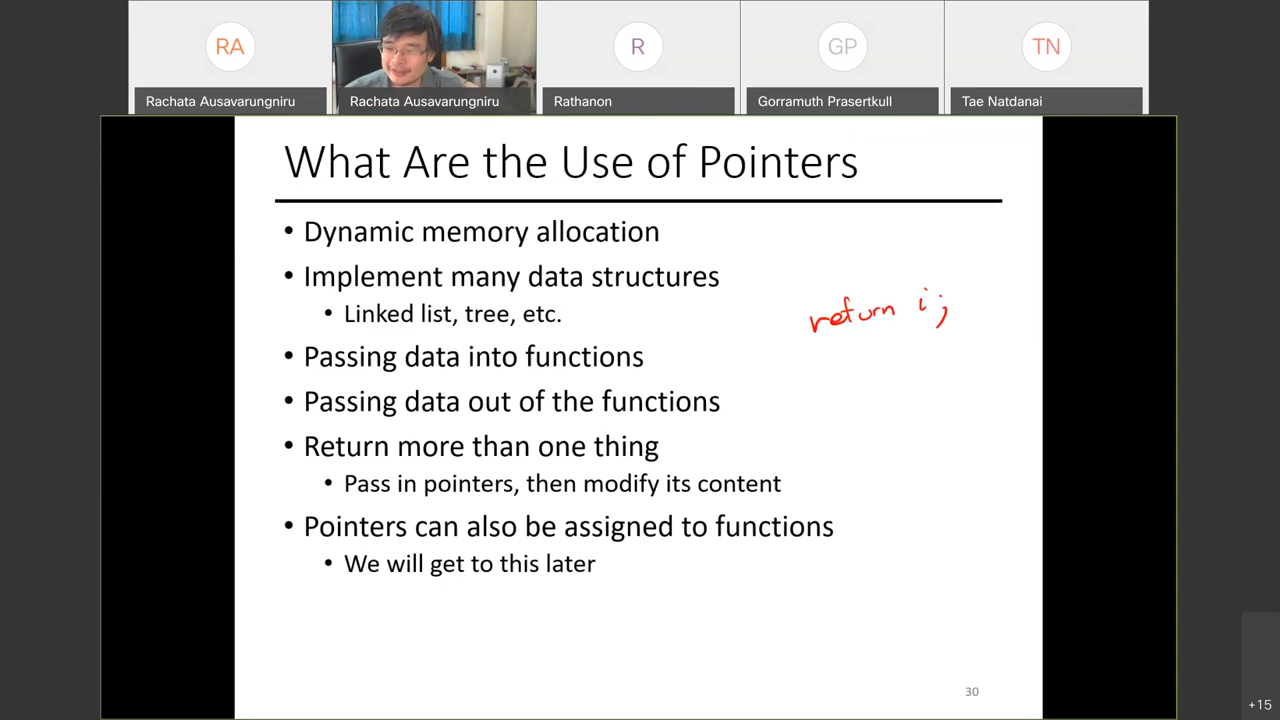 RA
R
GP
TN
Rachata Ausavarungniru
Rachata Ausavarungniru
Rathanon
Gorramuth Prasertkull
Tae Natdanai
What Are the Use of Pointers
• Dynamic memory allocation
• Implement many data structures
• Linked list, tree, etc.
return i;
• Passing data into functions
• Passing data out of the functions
• Return more than one thing
• Pass in pointers, then modify its content
• Pointers can also be assigned to functions
• We will get to this later
30
+15